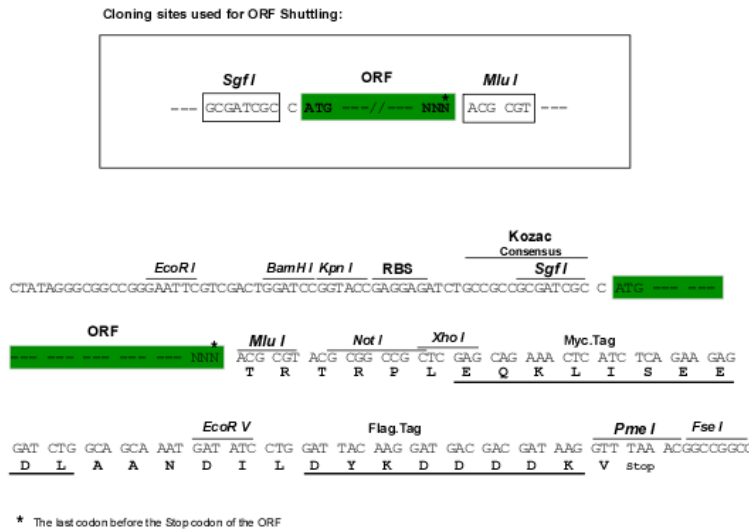 Cloning sites used for ORF Shuttling:
Sgf I ORF Mlu I
--- GCGATCGC C ATG ---//--- NNN* ACG CGT ---
Kozac
Consensus
EcoR I BamH I Kpn I RBS Sgf I
CTATAGGGCGGCCGGGAATTCGTCGACTGGATCCGGTACCGAGGAGATCTGCCGCCGCGATCGC C ATG --- ---
ORF Mlu I Not I Xho I Myc.Tag
--- --- --- --- --- --- NNN* ACG CGT ACG CGG CCG CTC GAG CAG AAA CTC ATC TCA GAA GAG
T R T R P L E Q K L I S E E
EcoR V Flag.Tag Pme I Fse I
GAT CTG GCA GCA AAT GAT ATC CTG GAT TAC AAG GAT GAC GAC GAT AAG GTT TAA ACGGCCGGCC
D L A A N D I L D Y K D D D D K V Stop
* The last codon before the Stop codon of the ORF